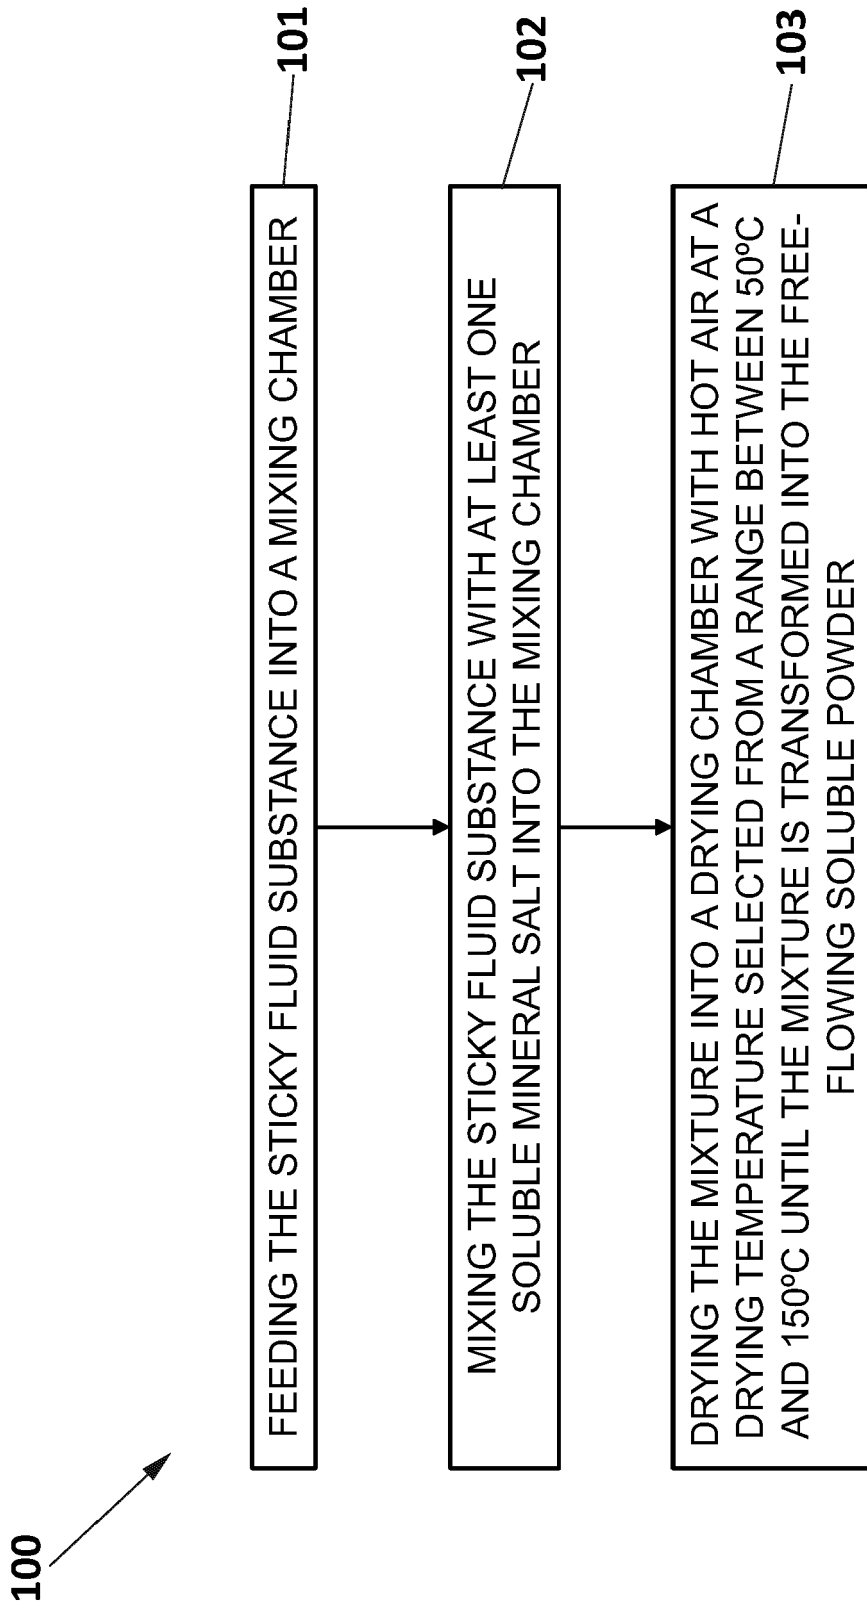 100
101
FEEDING THE STICKY FLUID SUBSTANCE INTO A MIXING CHAMBER
102
MIXING THE STICKY FLUID SUBSTANCE WITH AT LEAST ONE
SOLUBLE MINERAL SALT INTO THE MIXING CHAMBER
103
DRYING THE MIXTURE INTO A DRYING CHAMBER WITH HOT AIR AT A
DRYING TEMPERATURE SELECTED FROM A RANGE BETWEEN 50ºC
AND 150ºC UNTIL THE MIXTURE IS TRANSFORMED INTO THE FREE-
FLOWING SOLUBLE POWDER